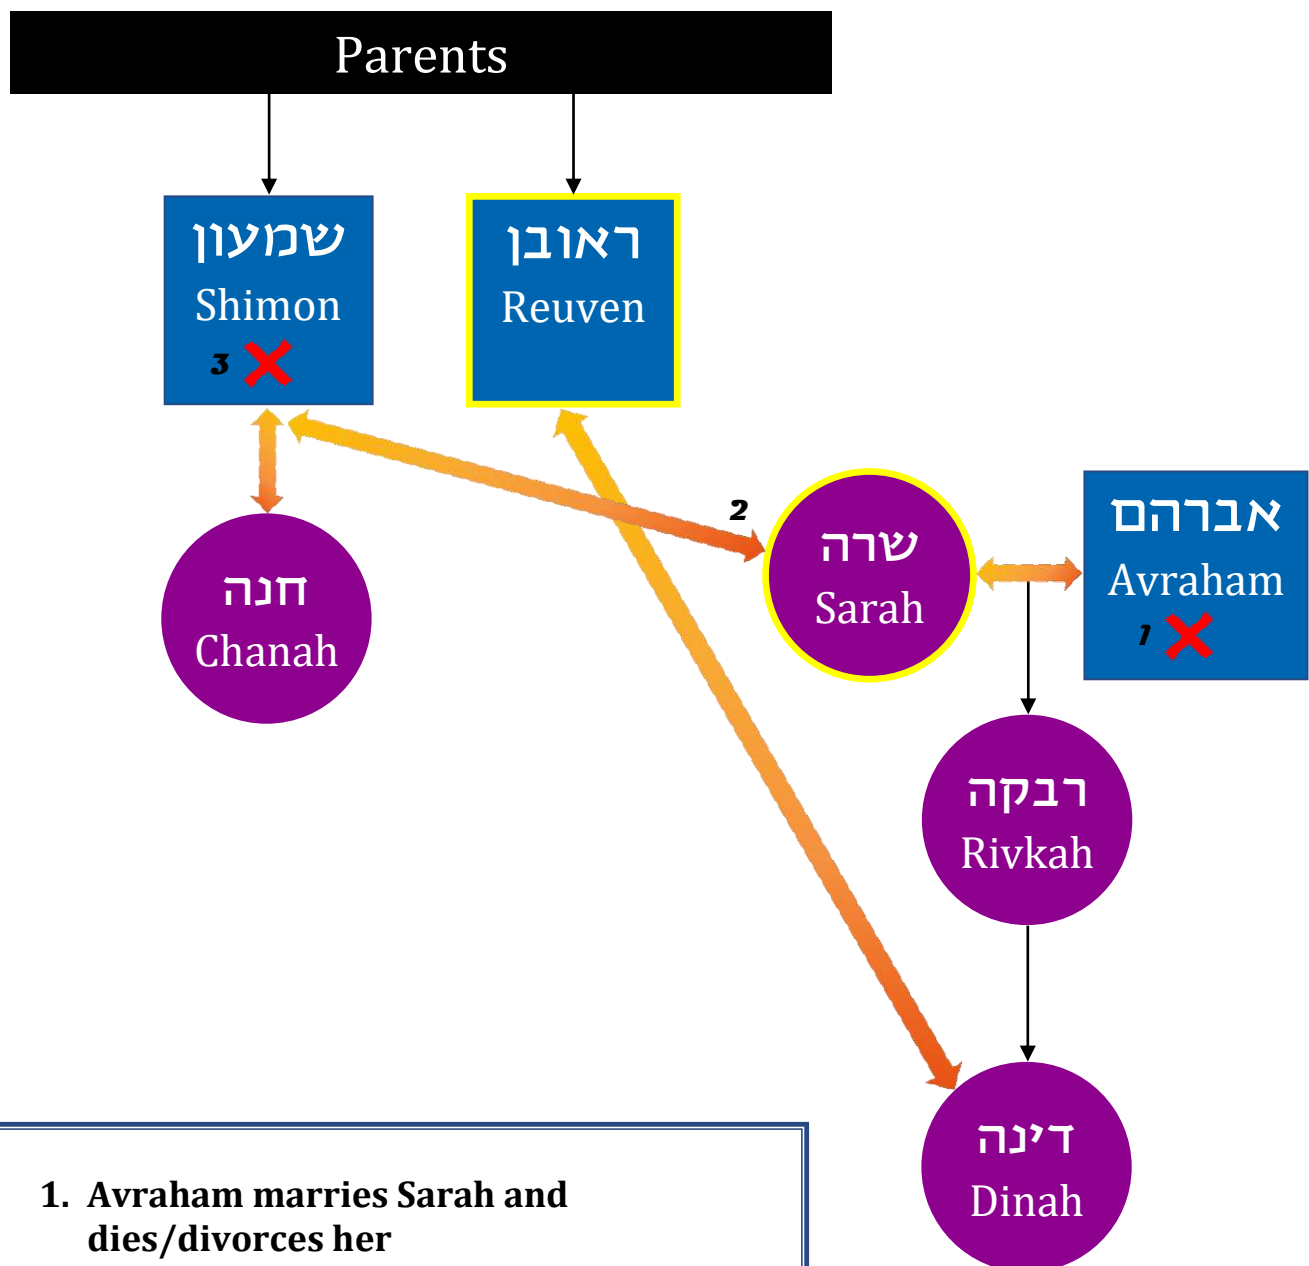 Parents
שמעון
Shimon
3
ראובן
Reuven
2
שרה
Sarah
אברהם
Avraham
1
חנה
Chanah
רבקה
Rivkah
דינה
Dinah
1. Avraham marries Sarah and
dies/divorces her